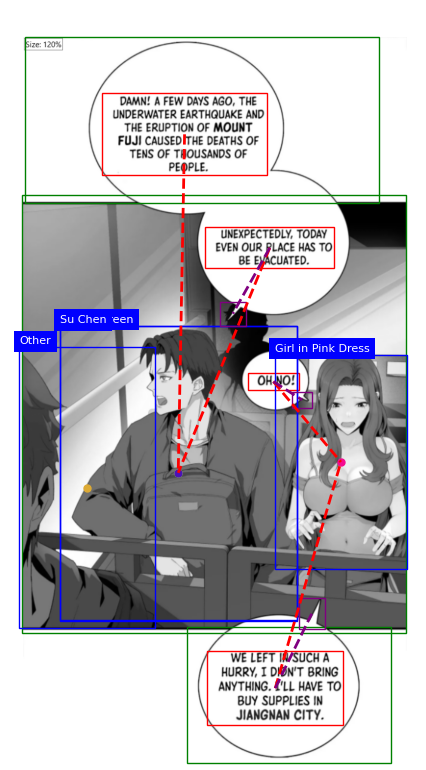 Size: 120%
DAMN! A FEW DAYS AGO, THE
UNDERWATER EARTHQUAKE AND
THE ERUPTION OF MOUNT
FUJI CAUSED THE DEATHS OF
TENS OF THOUSANDS OF
PEOPLE.
UNEXPECTEDLY, TODAY
EVEN OUR PLACE HAS TO
BE EVACUATED.
Su Chen
Other
Girl in Pink Dress
OH NO!
WE LEFT IN SUCH A
HURRY, I DIDN'T BRING
ANYTHING. I'LL HAVE TO
BUY SUPPLIES IN
JIANGNAN CITY.